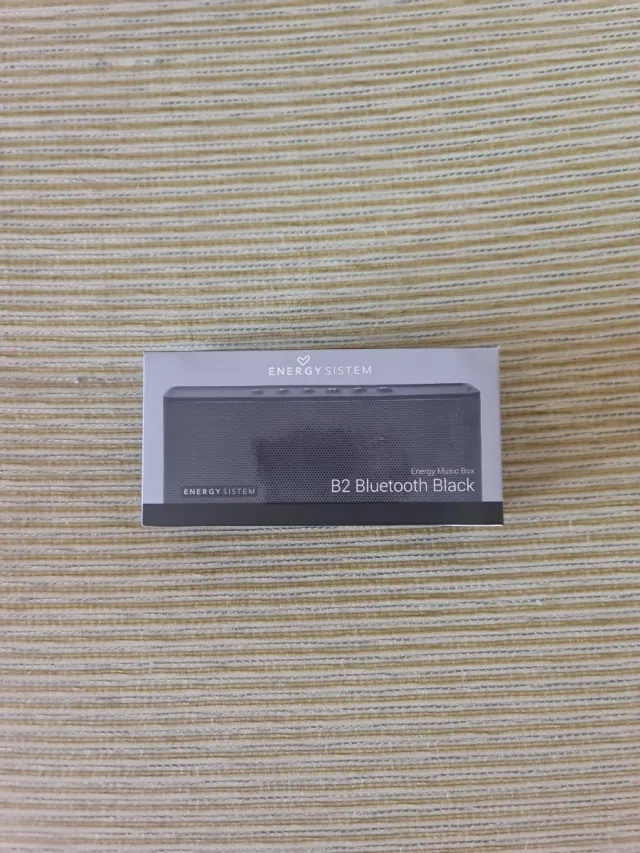 ENERGY SISTEM
Energy Music Box
B2 Bluetooth Black
ENERGY SISTEM